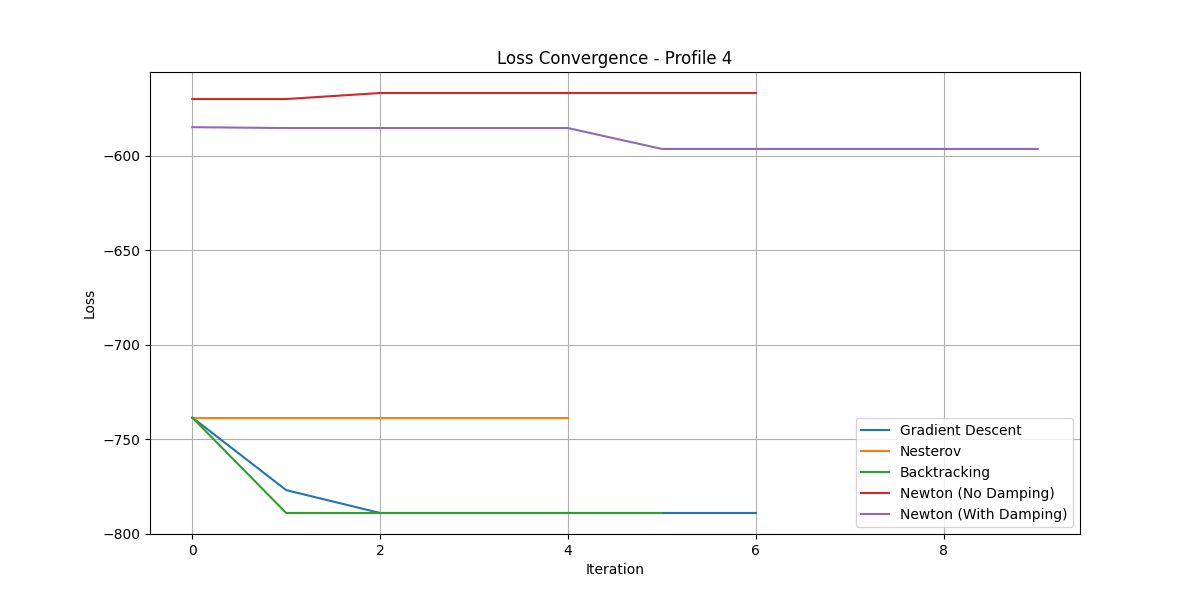 Loss Convergence - Profile 4
Loss
−600
−650
−700
−750
−800
0 2 4 6 8
Iteration
Gradient Descent
Nesterov
Backtracking
Newton (No Damping)
Newton (With Damping)